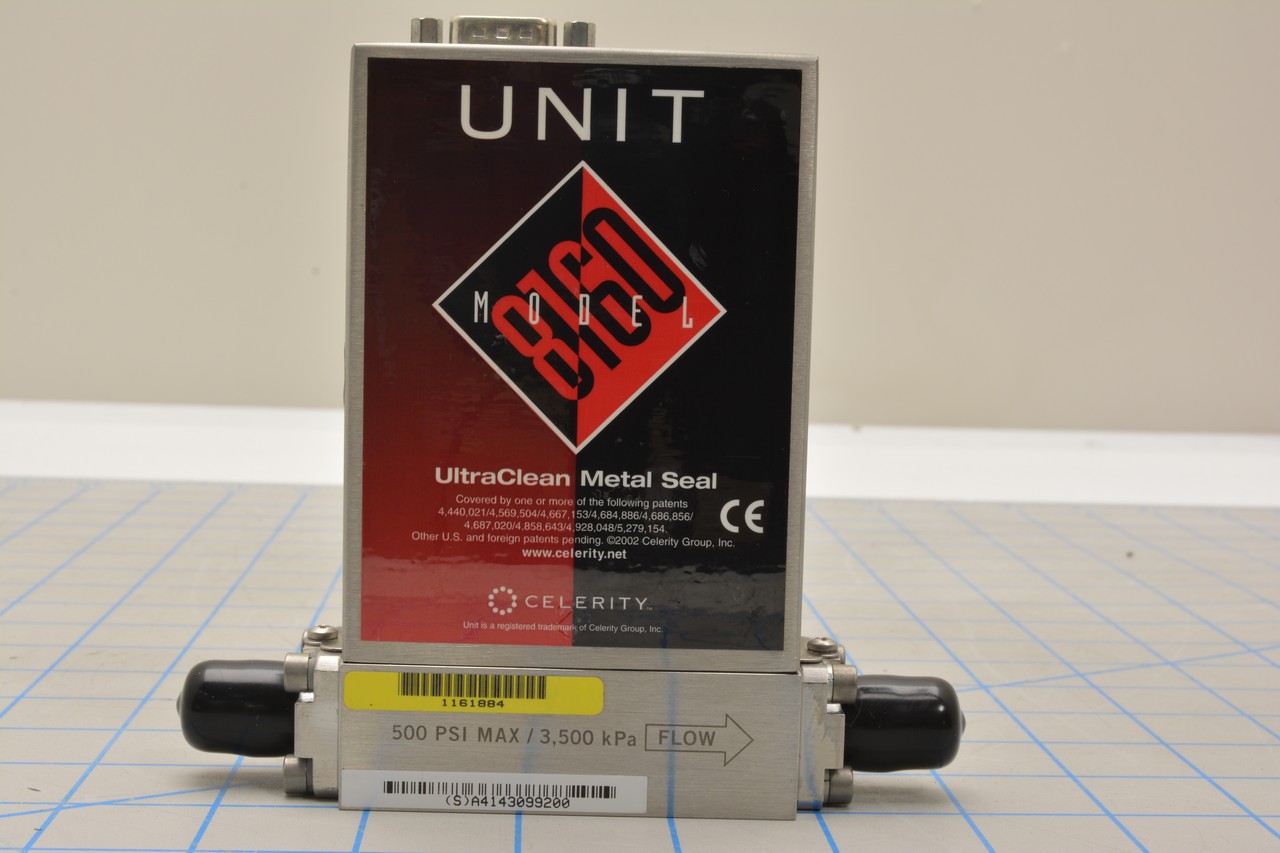 UNIT
8160
MODEL
UltraClean Metal Seal
Covered by one or more of the following patents
4,440,021/4,569,504/4,667,153/4,684,886/4,686,856/
4,687,020/4,858,643/4,928,048/5,279,154.
Other U.S. and foreign patents pending. ©2002 Celerity Group, Inc.
www.celerity.net
CE
CELERITY™
Unit is a registered trademark of Celerity Group, Inc.
1161884
500 PSI MAX / 3,500 kPa FLOW
(S)A4143099200